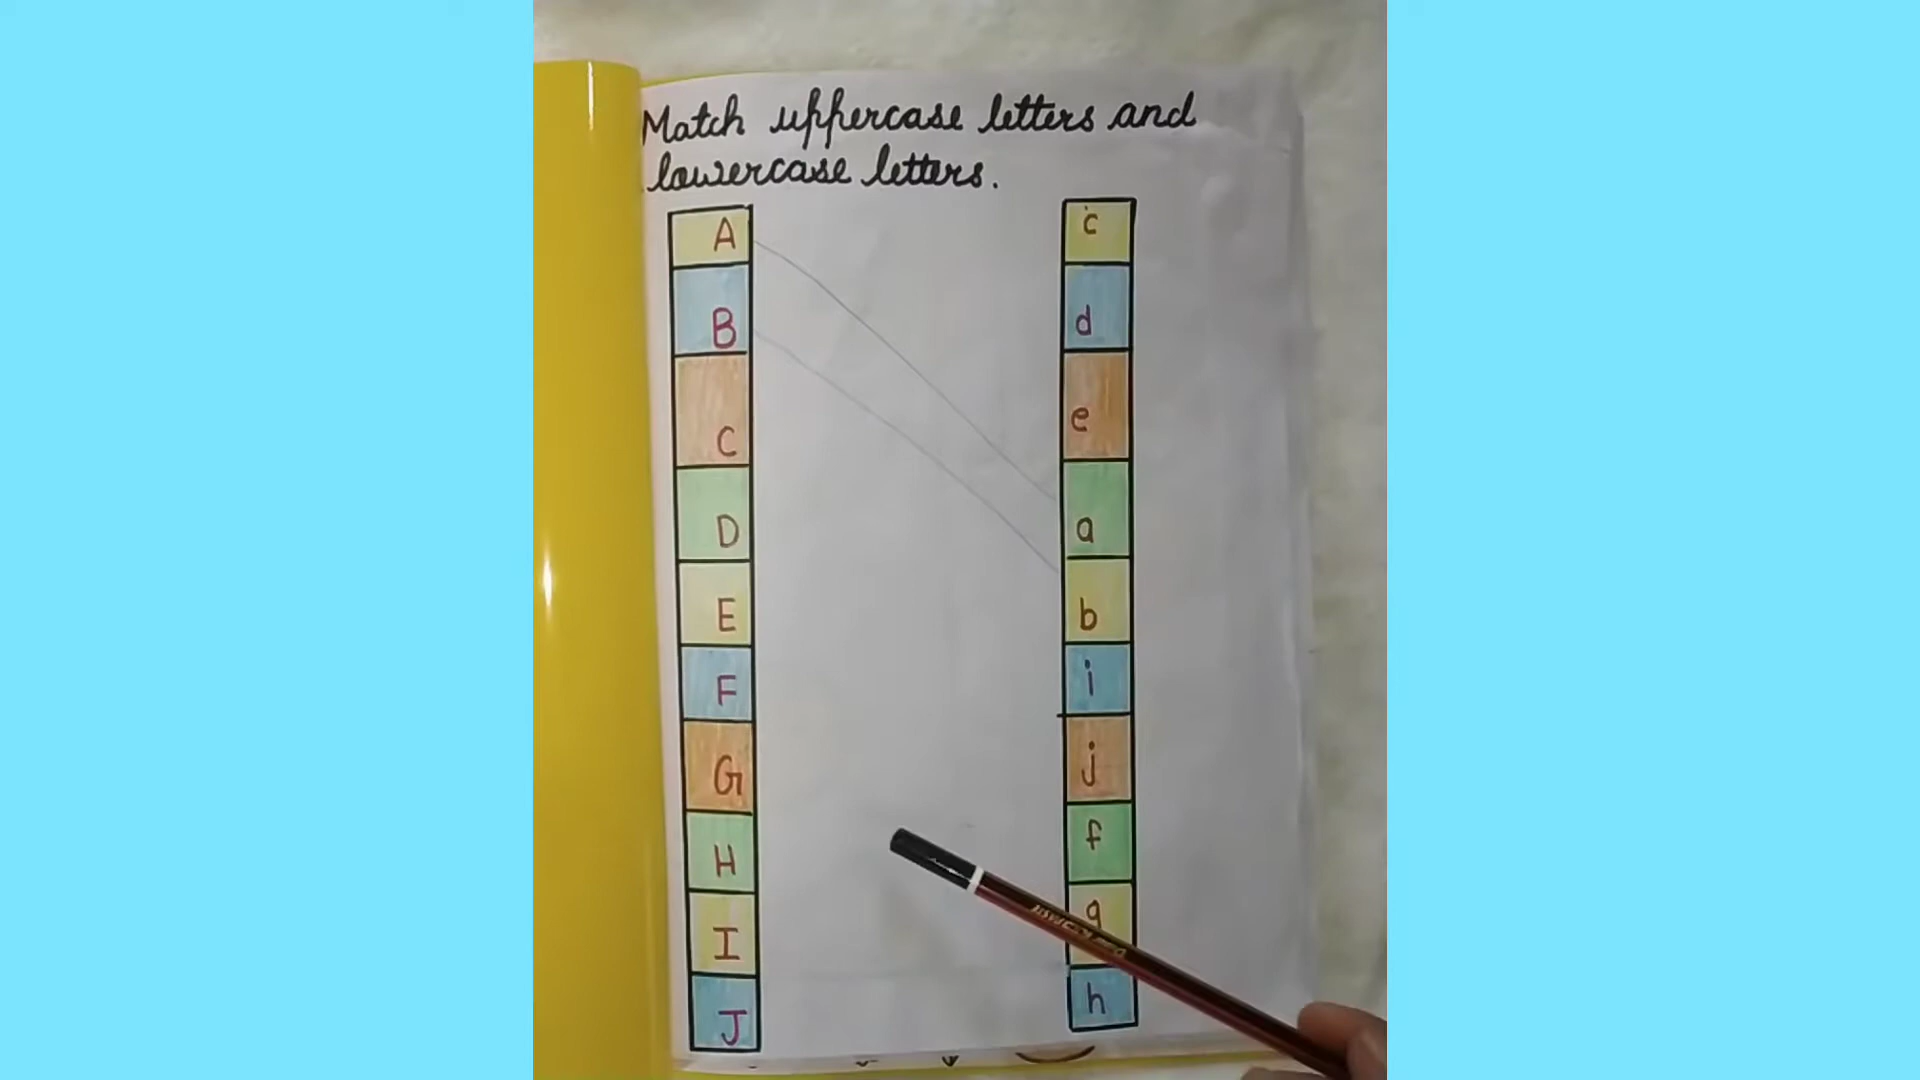 Match uppercase letters and
lowercase letters.
A c
B d
C e
D a
E b
F i
G j
H f
I g
J h